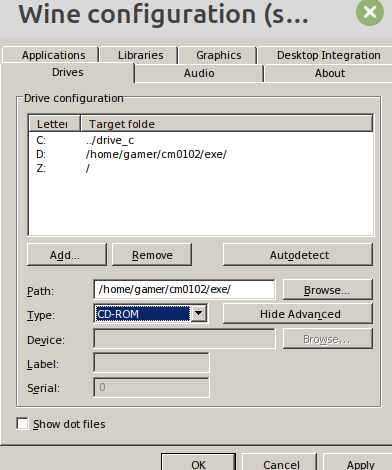 Wine configuration (s...
Applications Libraries Graphics Desktop Integration
Drives Audio About
Drive configuration
Letter Target folde
C: ../drive_c
D: /home/gamer/cm0102/exe/
Z: /
Add... Remove Autodetect
Path: /home/gamer/cm0102/exe/ Browse...
Type: CD-ROM Hide Advanced
Device: Browse...
Label:
Serial: 0
Show dot files
OK Cancel Apply